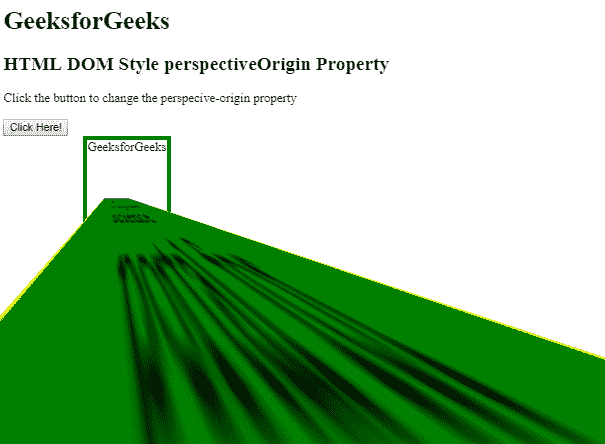 GeeksforGeeks
HTML DOM Style perspectiveOrigin Property
Click the button to change the perspecive-origin property
Click Here!
GeeksforGeeks